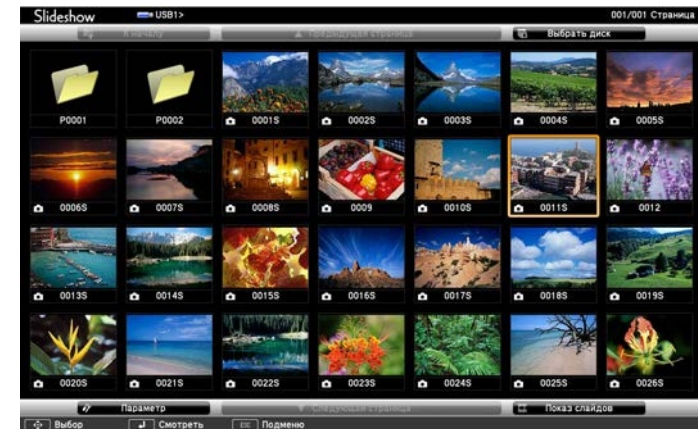 Slideshow USB1> 001/001 Страница
К началу Предыдущая страница Выбрать диск
P0001 P0002 0001S 0002S 0003S 0004S 0005S
0006S 0007S 0008S 0009 0010S 0011S 0012
0013S 0014S 0015S 0016S 0017S 0018S 0019S
0020S 0021S 0022S 0023S 0024S 0025S 0026S
Параметр Следующая страница Показ слайдов
Выбор Смотреть Esc Подменю